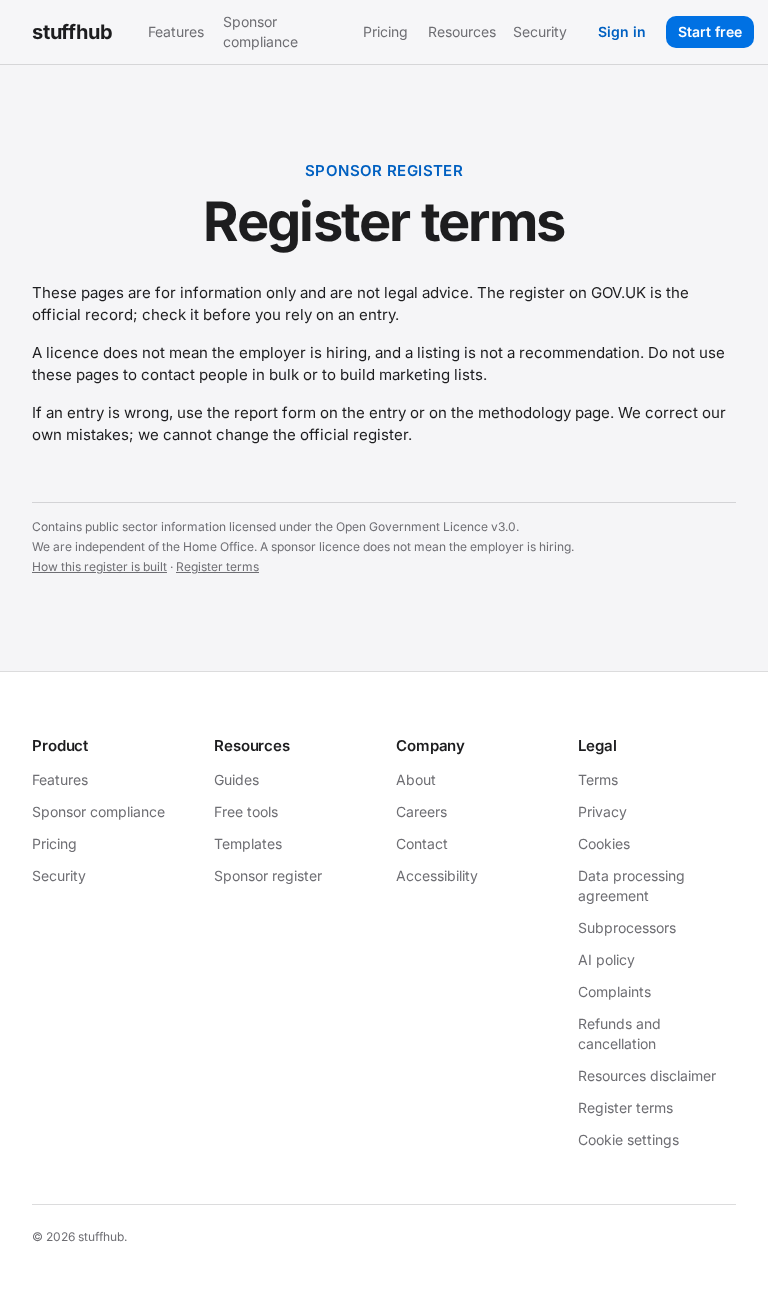 stuffhub
Features
Sponsor
compliance
Pricing
Resources
Security
Sign in
Start free
SPONSOR REGISTER
Register terms
These pages are for information only and are not legal advice. The register on GOV.UK is the
official record; check it before you rely on an entry.
A licence does not mean the employer is hiring, and a listing is not a recommendation. Do not use
these pages to contact people in bulk or to build marketing lists.
If an entry is wrong, use the report form on the entry or on the methodology page. We correct our
own mistakes; we cannot change the official register.
Contains public sector information licensed under the Open Government Licence v3.0.
We are independent of the Home Office. A sponsor licence does not mean the employer is hiring.
How this register is built · Register terms
Product
Features
Sponsor compliance
Pricing
Security
Resources
Guides
Free tools
Templates
Sponsor register
Company
About
Careers
Contact
Accessibility
Legal
Terms
Privacy
Cookies
Data processing
agreement
Subprocessors
AI policy
Complaints
Refunds and
cancellation
Resources disclaimer
Register terms
Cookie settings
© 2026 stuffhub.